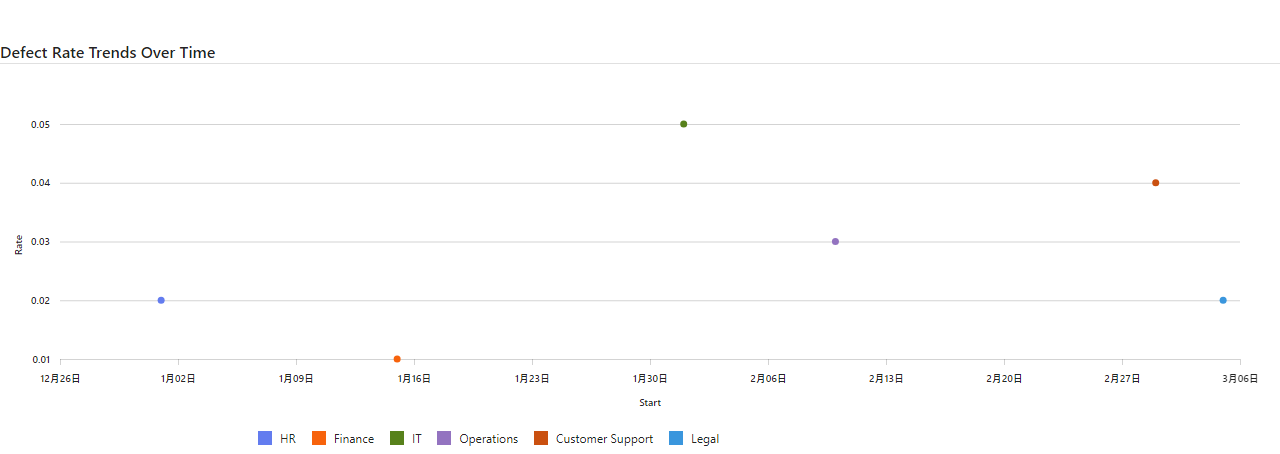 Defect Rate Trends Over Time
0.05
0.04
0.03
0.02
0.01
Rate
12月26日 1月02日 1月09日 1月16日 1月23日 1月30日 2月06日 2月13日 2月20日 2月27日 3月06日
Start
HR Finance IT Operations Customer Support Legal